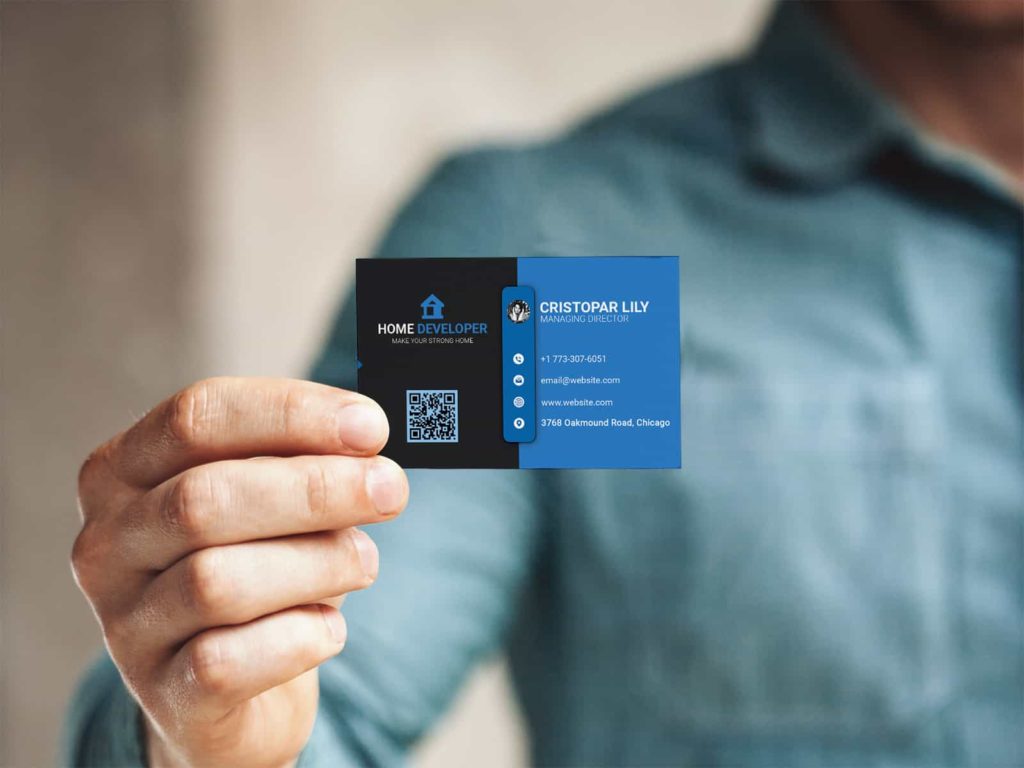 HOME DEVELOPER
MAKE YOUR STRONG HOME
CRISTOPAR LILY
MANAGING DIRECTOR
+1 773-307-6051
email@website.com
www.website.com
3768 Oakmound Road, Chicago